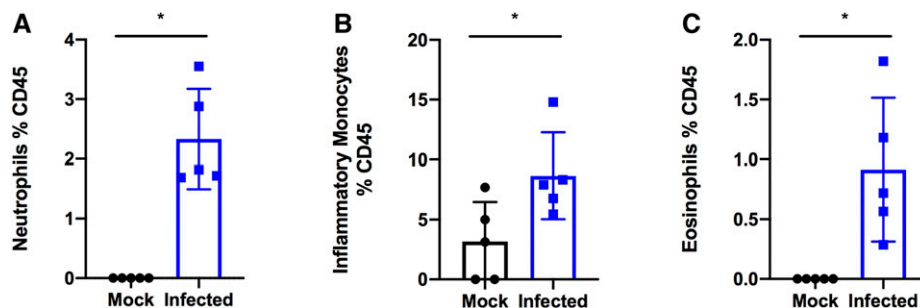 A
*
Neutrophils % CD45
4
3
2
1
0
Mock Infected
B
*
Inflammatory Monocytes
% CD45
20
15
10
5
0
Mock Infected
C
*
Eosinophils % CD45
2.0
1.5
1.0
0.5
0.0
Mock Infected